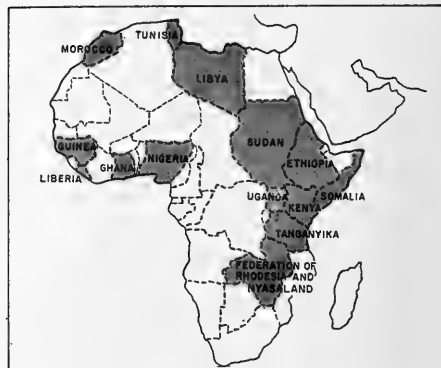 TUNISIA
MOROCCO
LIBYA
SUDAN
GUINEA
NIGERIA
GHANA
LIBERIA
ETHIOPIA
UGANDA
SOMALIA
KENYA
TANGANYIKA
FEDERATION OF
RHODESIA AND
NYASALAND